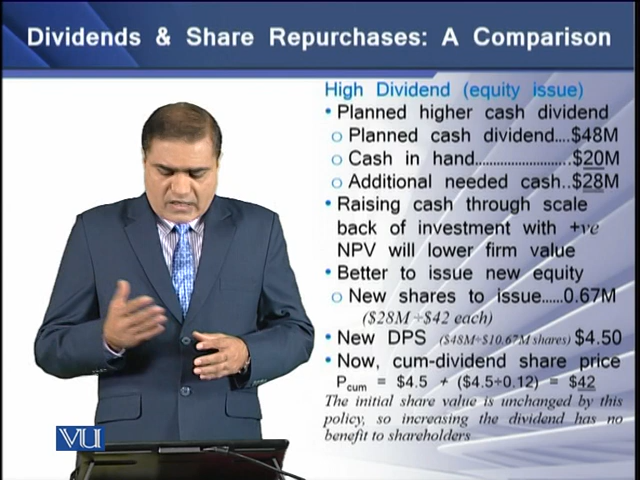 Dividends & Share Repurchases: A Comparison
High Dividend (equity issue)
• Planned higher cash dividend
o Planned cash dividend....$48M
o Cash in hand..........................$20M
o Additional needed cash..$28M
• Raising cash through scale
back of investment with +ve
NPV will lower firm value
• Better to issue new equity
o New shares to issue......0.67M
($28M ÷$42 each)
• New DPS ($48M÷$10.67M shares) $4.50
• Now, cum-dividend share price
Pcum = $4.5 + ($4.5÷0.12) = $42
The initial share value is unchanged by this
policy, so increasing the dividend has no
benefit to shareholders
VU